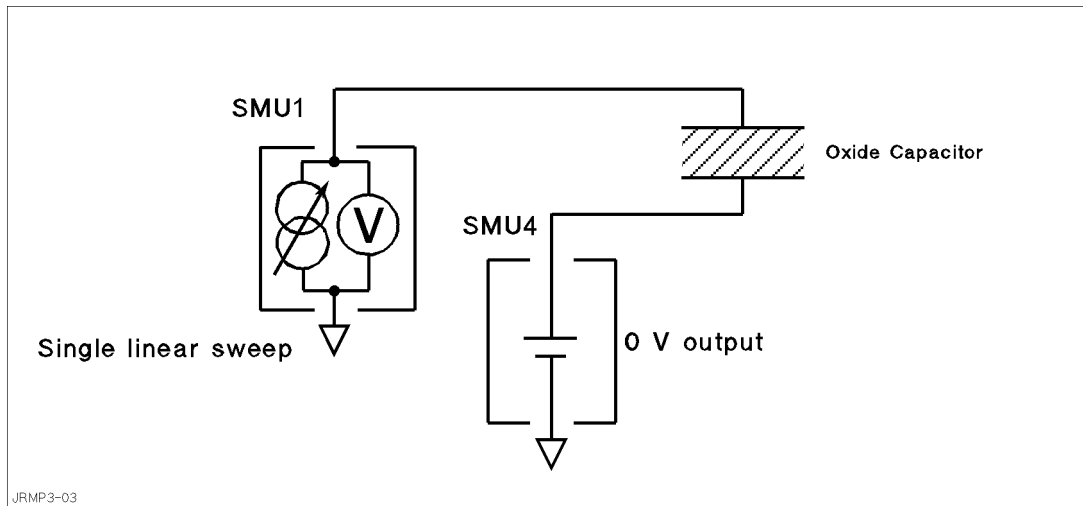 SMU1
Oxide Capacitor
V
SMU4
Single linear sweep
0 V output
JRMP3-03